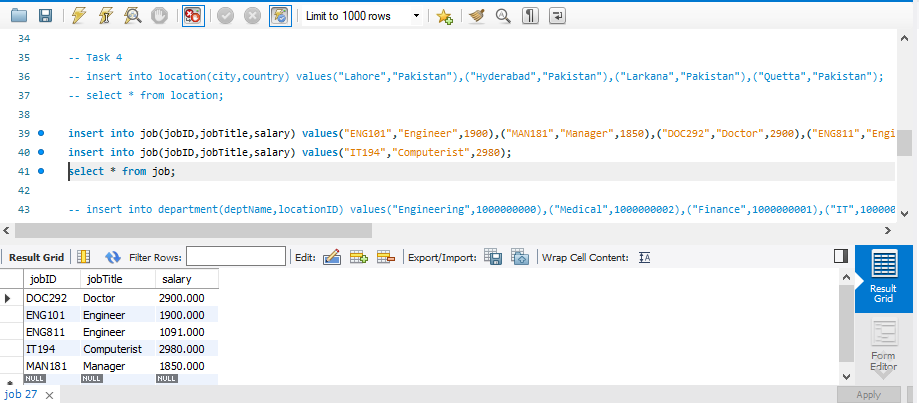 Limit to 1000 rows
34
35 -- Task 4
36 -- insert into location(city,country) values("Lahore","Pakistan"),("Hyderabad","Pakistan"),("Larkana","Pakistan"),("Quetta","Pakistan");
37 -- select * from location;
38
39 insert into job(jobID,jobTitle,salary) values("ENG101","Engineer",1900),("MAN181","Manager",1850),("DOC292","Doctor",2900),("ENG811","Engi
40 insert into job(jobID,jobTitle,salary) values("IT194","Computerist",2980);
41 select * from job;
42
43 -- insert into department(deptName,locationID) values("Engineering",1000000000),("Medical",1000000002),("Finance",1000000001),("IT",100000
Result Grid Filter Rows: Edit: Export/Import: Wrap Cell Content: IA
jobID jobTitle salary
DOC292 Doctor 2900.000
ENG101 Engineer 1900.000
ENG811 Engineer 1091.000
IT194 Computerist 2980.000
MAN181 Manager 1850.000
NULL NULL NULL
Result
Grid
Form
Editor
job 27
Apply